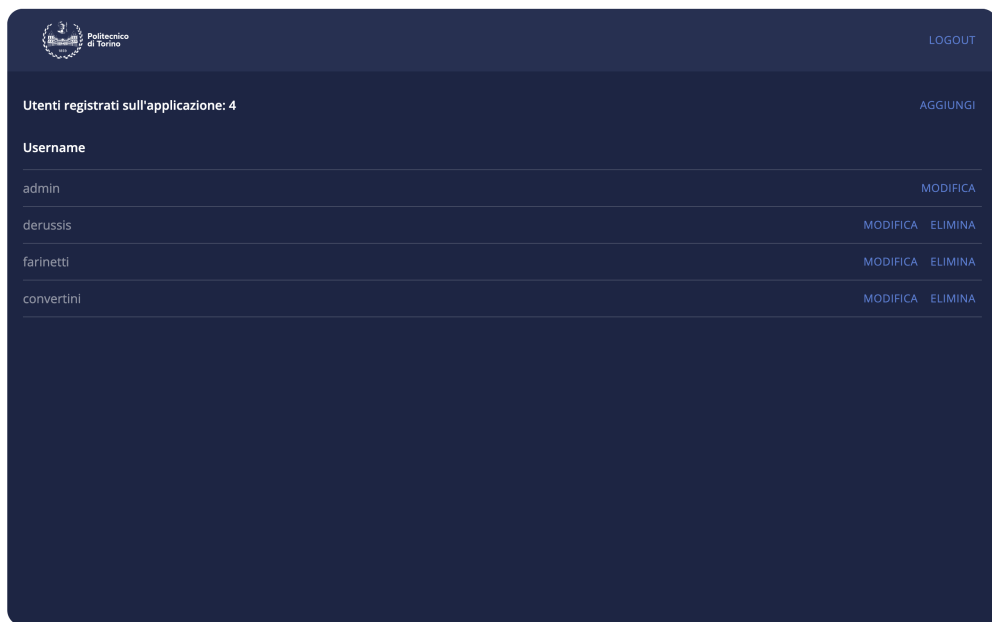 Politecnico
di Torino
LOGOUT
Utenti registrati sull'applicazione: 4
AGGIUNGI
Username
admin
MODIFICA
derussis
MODIFICA ELIMINA
farinetti
MODIFICA ELIMINA
convertini
MODIFICA ELIMINA